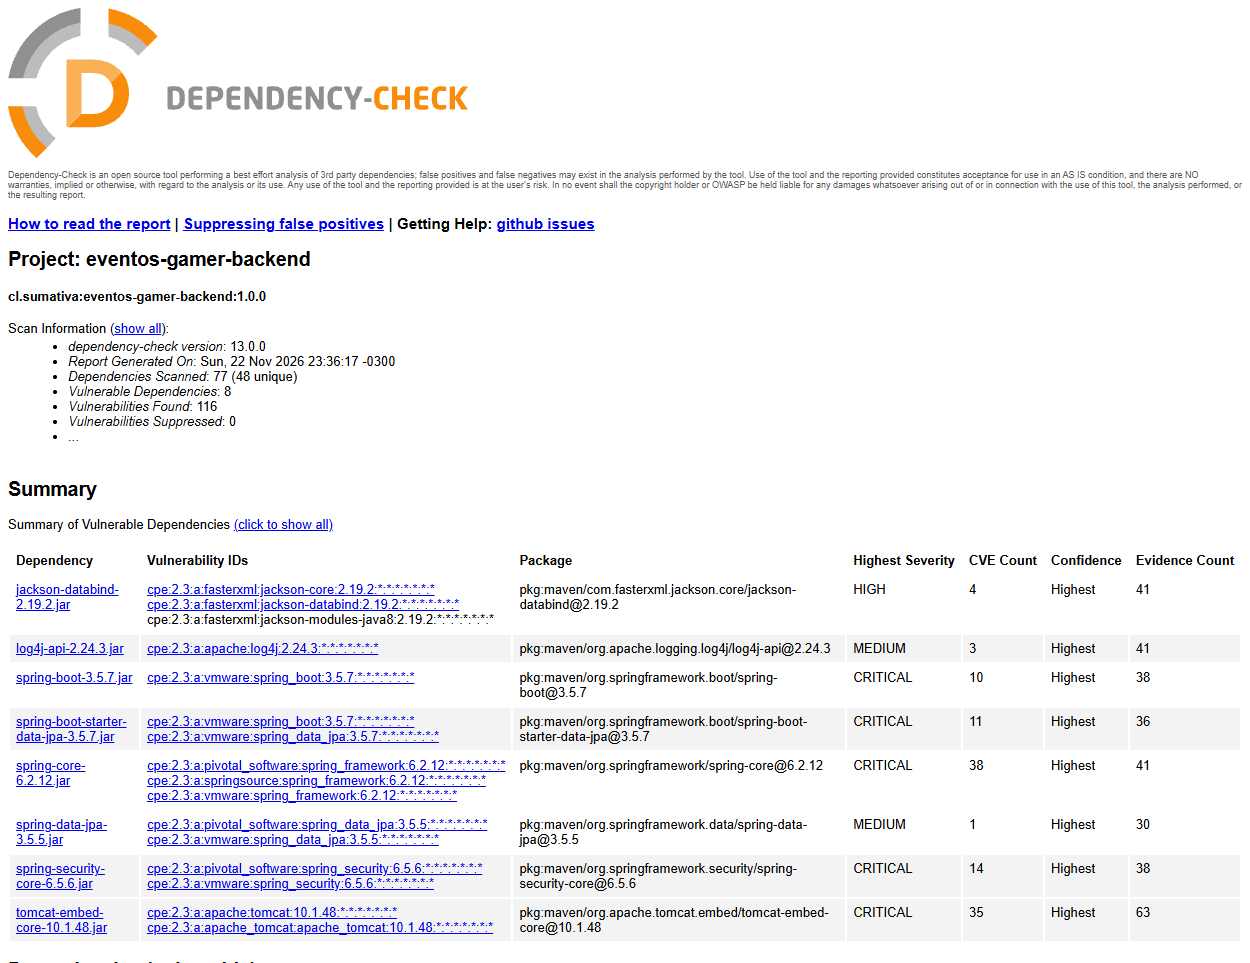 DEPENDENCY-CHECK
Dependency-Check is an open source tool performing a best effort analysis of 3rd party dependencies; false positives and false negatives may exist in the analysis performed by the tool. Use of the tool and the reporting provided constitutes acceptance for use in an AS IS condition, and there are NO
warranties, implied or otherwise, with regard to the analysis or its use. Any use of the tool and the reporting provided is at the user's risk. In no event shall the copyright holder or OWASP be held liable for any damages whatsoever arising out of or in connection with the use of this tool, the analysis performed, or
the resulting report.
How to read the report | Suppressing false positives | Getting Help: github issues
Project: eventos-gamer-backend
cl.sumativa:eventos-gamer-backend:1.0.0
Scan Information (show all):
• dependency-check version: 13.0.0
• Report Generated On: Sun, 22 Nov 2026 23:36:17 -0300
• Dependencies Scanned: 77 (48 unique)
• Vulnerable Dependencies: 8
• Vulnerabilities Found: 116
• Vulnerabilities Suppressed: 0
• ...
Summary
Summary of Vulnerable Dependencies (click to show all)
Dependency Vulnerability IDs Package Highest Severity CVE Count Confidence Evidence Count
jackson-databind- cpe:2.3:a:fasterxml:jackson-core:2.19.2:*:*:*:*:*:*:* pkg:maven/com.fasterxml.jackson.core/jackson- HIGH 4 Highest 41
2.19.2.jar cpe:2.3:a:fasterxml:jackson-databind:2.19.2:*:*:*:*:*:*:* databind@2.19.2
cpe:2.3:a:fasterxml:jackson-modules-java8:2.19.2:*:*:*:*:*:*:*
log4j-api-2.24.3.jar cpe:2.3:a:apache:log4j:2.24.3:*:*:*:*:*:*:* pkg:maven/org.apache.logging.log4j/log4j-api@2.24.3 MEDIUM 3 Highest 41
spring-boot-3.5.7.jar cpe:2.3:a:vmware:spring_boot:3.5.7:*:*:*:*:*:*:* pkg:maven/org.springframework.boot/spring- CRITICAL 10 Highest 38
boot@3.5.7
spring-boot-starter- cpe:2.3:a:vmware:spring_boot:3.5.7:*:*:*:*:*:*:* pkg:maven/org.springframework.boot/spring-boot- CRITICAL 11 Highest 36
data-jpa-3.5.7.jar cpe:2.3:a:vmware:spring_data_jpa:3.5.7:*:*:*:*:*:*:* starter-data-jpa@3.5.7
spring-core- cpe:2.3:a:pivotal_software:spring_framework:6.2.12:*:*:*:*:*:*:* pkg:maven/org.springframework/spring-core@6.2.12 CRITICAL 38 Highest 41
6.2.12.jar cpe:2.3:a:springsource:spring_framework:6.2.12:*:*:*:*:*:*:*
cpe:2.3:a:vmware:spring_framework:6.2.12:*:*:*:*:*:*:*
spring-data-jpa- cpe:2.3:a:pivotal_software:spring_data_jpa:3.5.5:*:*:*:*:*:*:* pkg:maven/org.springframework.data/spring-data- MEDIUM 1 Highest 30
3.5.5.jar cpe:2.3:a:vmware:spring_data_jpa:3.5.5:*:*:*:*:*:*:* jpa@3.5.5
spring-security- cpe:2.3:a:pivotal_software:spring_security:6.5.6:*:*:*:*:*:*:* pkg:maven/org.springframework.security/spring- CRITICAL 14 Highest 38
core-6.5.6.jar cpe:2.3:a:vmware:spring_security:6.5.6:*:*:*:*:*:*:* security-core@6.5.6
tomcat-embed- cpe:2.3:a:apache:tomcat:10.1.48:*:*:*:*:*:*:* pkg:maven/org.apache.tomcat.embed/tomcat-embed- CRITICAL 35 Highest 63
core-10.1.48.jar cpe:2.3:a:apache_tomcat:apache_tomcat:10.1.48:*:*:*:*:*:*:* core@10.1.48